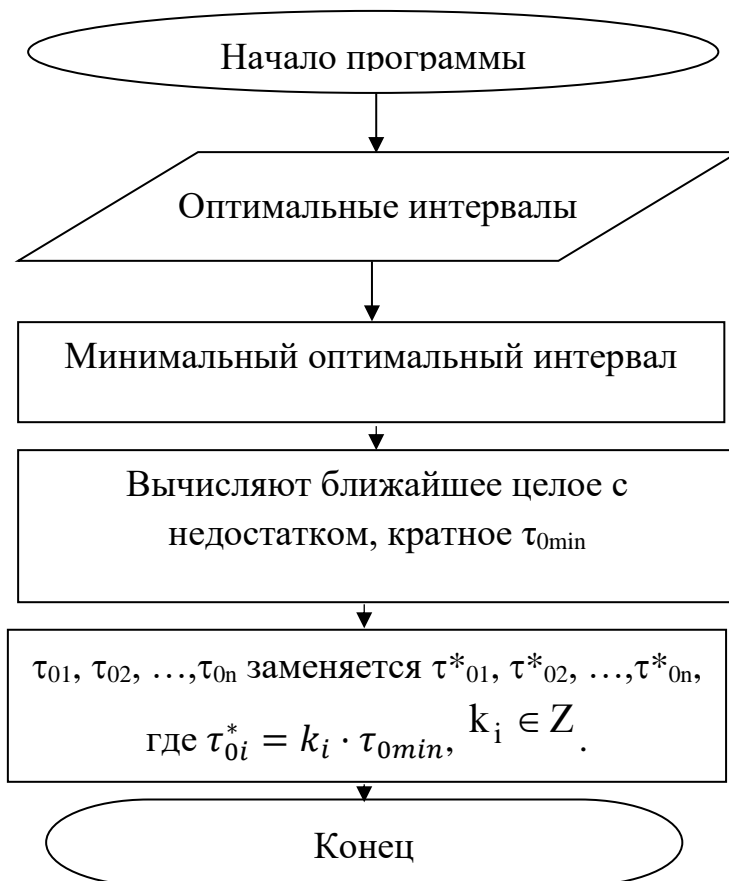 Начало программы
Оптимальные интервалы
Минимальный оптимальный интервал
Вычисляют ближайшее целое с
недостатком, кратное τ₀min
τ₀₁, τ₀₂, …,τ₀n заменяется τ*₀₁, τ*₀₂, …,τ*₀n,
где τ₀ᵢ* = kᵢ · τ₀min, kᵢ ∈ Z.
Конец